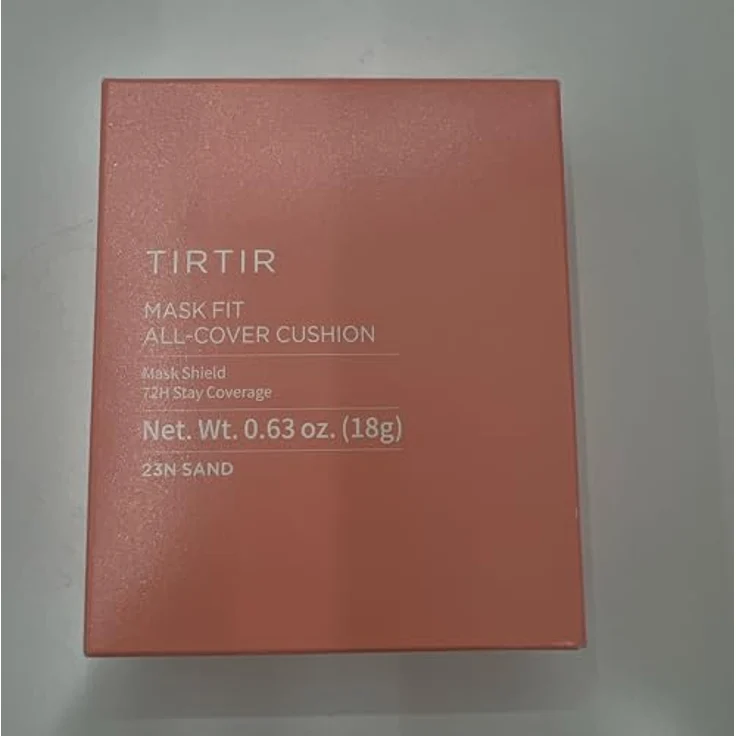 TIRTIR
MASK FIT
ALL-COVER CUSHION
Mask Shield
72H Stay Coverage
Net. Wt. 0.63 oz. (18g)
23N SAND